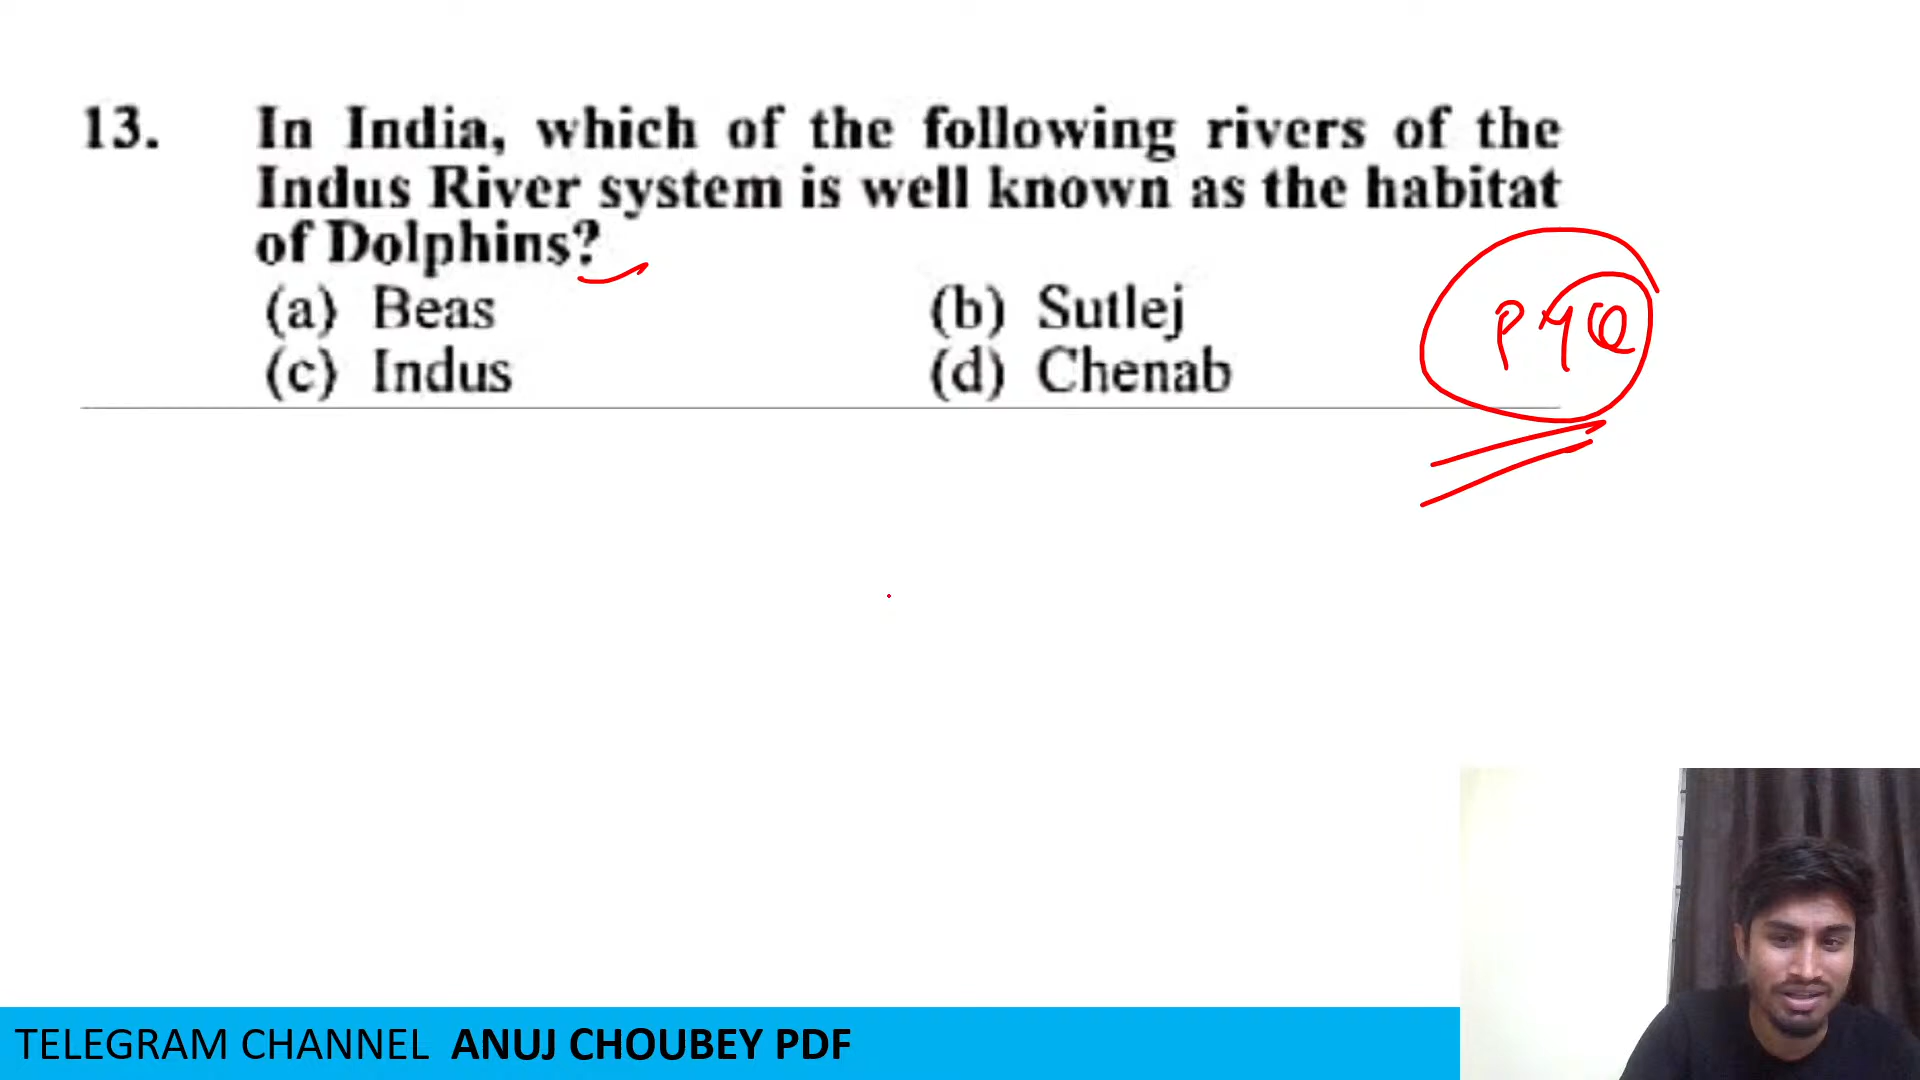 13. In India, which of the following rivers of the
Indus River system is well known as the habitat
of Dolphins?
(a) Beas (b) Sutlej
(c) Indus (d) Chenab
PYQ
TELEGRAM CHANNEL ANUJ CHOUBEY PDF